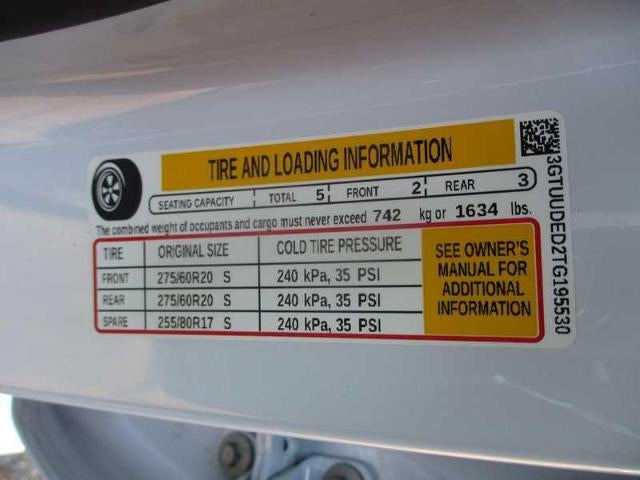 TIRE AND LOADING INFORMATION
SEATING CAPACITY TOTAL 5 FRONT 2 REAR 3
The combined weight of occupants and cargo must never exceed 742 kg or 1634 lbs.
TIRE ORIGINAL SIZE COLD TIRE PRESSURE
FRONT 275/60R20 S 240 kPa, 35 PSI
REAR 275/60R20 S 240 kPa, 35 PSI
SPARE 255/80R17 S 240 kPa, 35 PSI
SEE OWNER'S
MANUAL FOR
ADDITIONAL
INFORMATION
3GTUUDED2TG195530